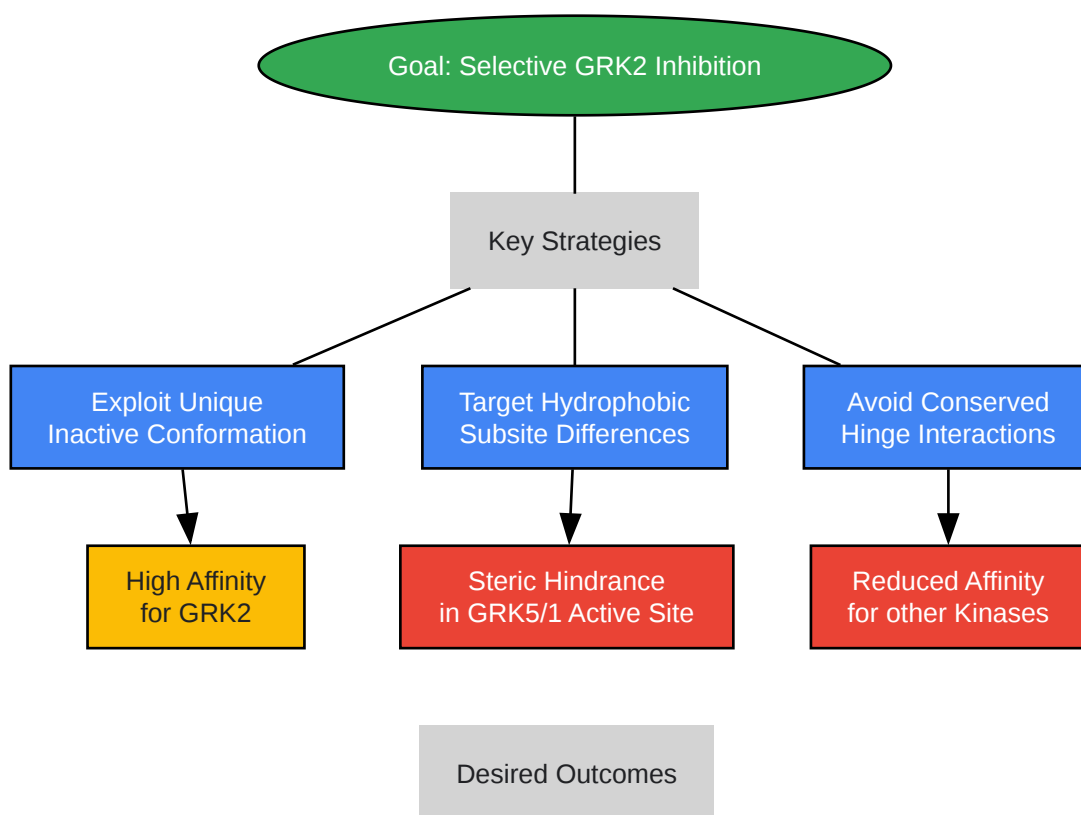 Goal: Selective GRK2 Inhibition
Key Strategies
Exploit Unique
Inactive Conformation
Target Hydrophobic
Subsite Differences
Avoid Conserved
Hinge Interactions
High Affinity
for GRK2
Steric Hindrance
in GRK5/1 Active Site
Reduced Affinity
for other Kinases
Desired Outcomes